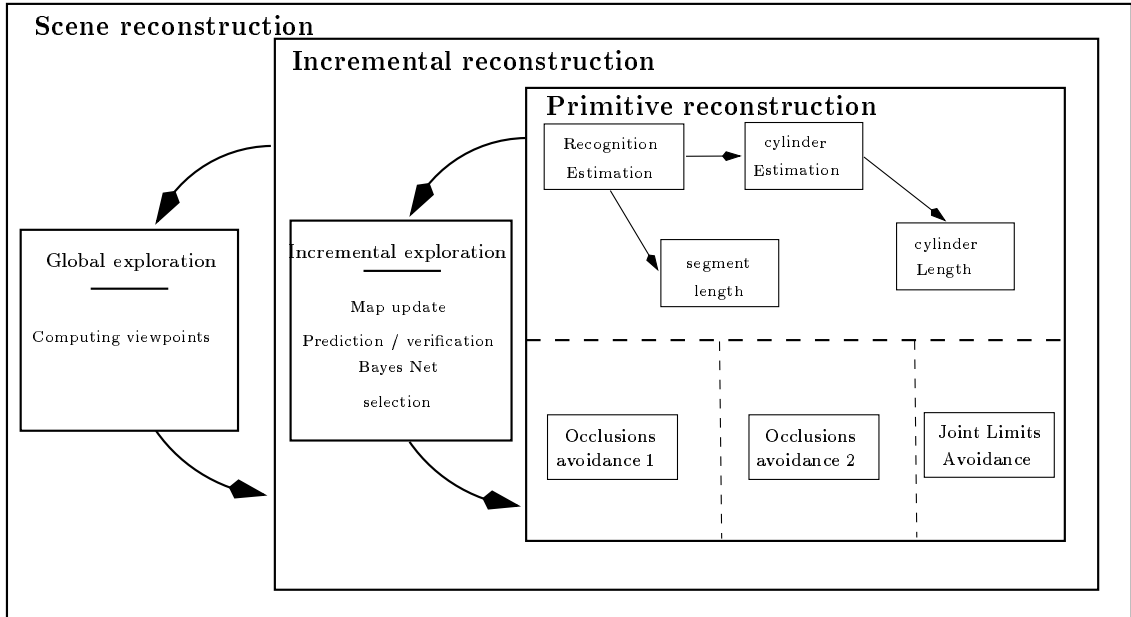 Scene reconstruction
Incremental reconstruction
Primitive reconstruction
Recognition
Estimation
cylinder
Estimation
segment
length
cylinder
Length
Global exploration
Computing viewpoints
Incremental exploration
Map update
Prediction / verification
Bayes Net
selection
Occlusions
avoidance 1
Occlusions
avoidance 2
Joint Limits
Avoidance